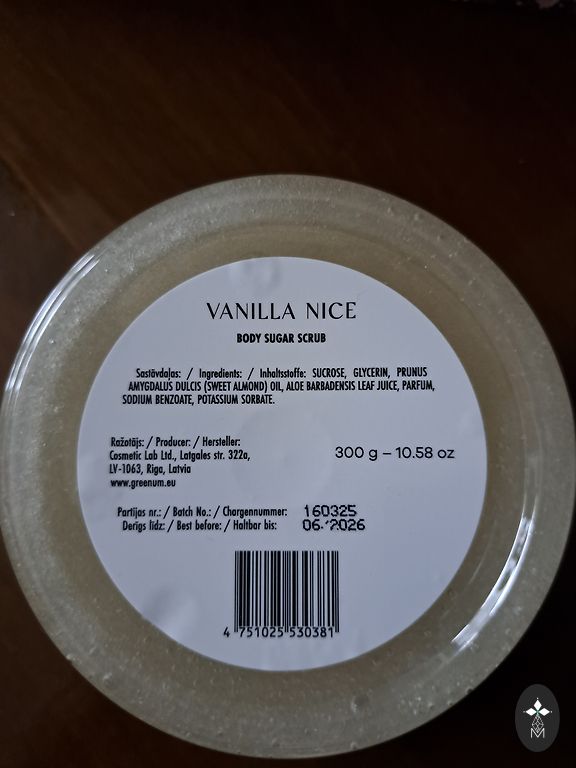 VANILLA NICE
BODY SUGAR SCRUB
Sastāvdaļas: / Ingredients: / Inhaltsstoffe: SUCROSE, GLYCERIN, PRUNUS
AMYGDALUS DULCIS (SWEET ALMOND) OIL, ALOE BARBADENSIS LEAF JUICE, PARFUM,
SODIUM BENZOATE, POTASSIUM SORBATE.
Ražotājs: / Producer: / Hersteller:
Cosmetic Lab Ltd., Latgales str. 322a,
LV-1063, Riga, Latvia
www.greenum.eu
300 g – 10.58 oz
Partijas nr.: / Batch No.: / Chargennummer: 160325
Derīgs līdz: / Best before: / Haltbar bis: 06.2026
4 751025 530381